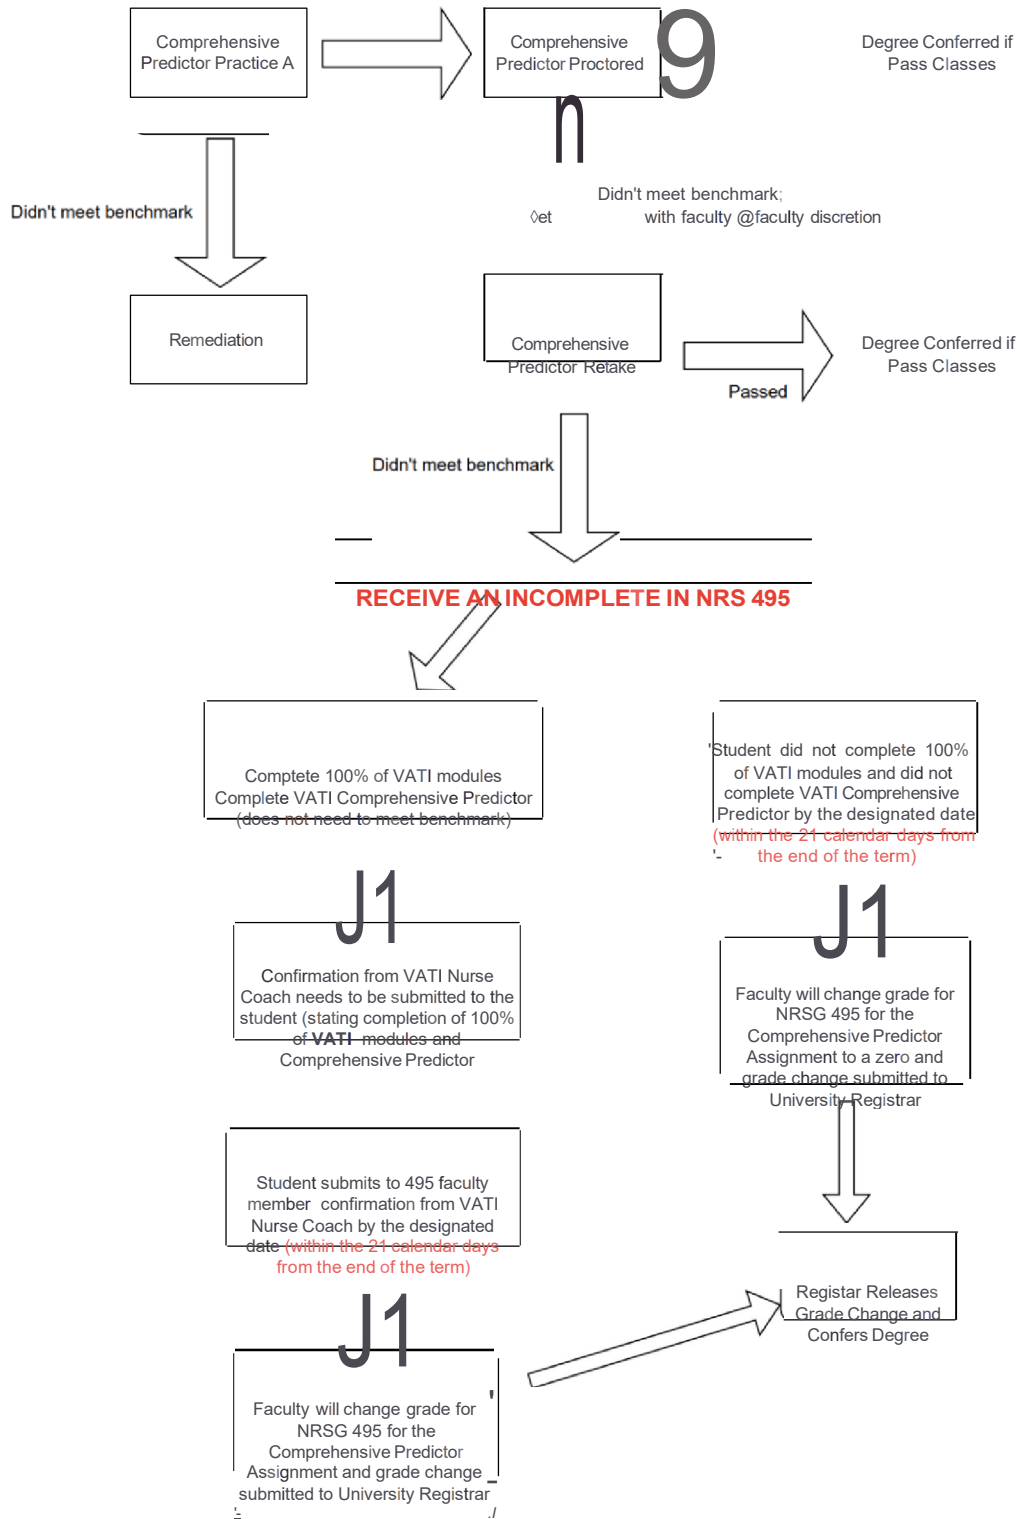 Comprehensive
Predictor Practice A
Comprehensive
Predictor Proctored
9
Degree Conferred if
Pass Classes
n
Didn't meet benchmark
Didn't meet benchmark;
◊et with faculty @faculty discretion
Remediation
Comprehensive
Predictor Retake
Passed
Degree Conferred if
Pass Classes
Didn't meet benchmark
RECEIVE AN INCOMPLETE IN NRS 495
Comptete 100% of VATI modules
Complete VATI Comprehensive Predictor
(does not need to meet benchmark)
'Student did not complete 100%
of VATI modules and did not
complete VATI Comprehensive
Predictor by the designated date
(within the 21 calendar days from
'- the end of the term)
J1
Confirmation from VATI Nurse
Coach needs to be submitted to the
student (stating completion of 100%
of VATI modules and
Comprehensive Predictor
J1
Faculty will change grade for
NRSG 495 for the
Comprehensive Predictor
Assignment to a zero and
grade change submitted to
University Registrar
Student submits to 495 faculty
member confirmation from VATI
Nurse Coach by the designated
date (within the 21 calendar days
from the end of the term)
J1
Registar Releases
Grade Change and
Confers Degree
Faculty will change grade for '
NRSG 495 for the
Comprehensive Predictor
Assignment and grade change
submitted to University Registrar
'- ./